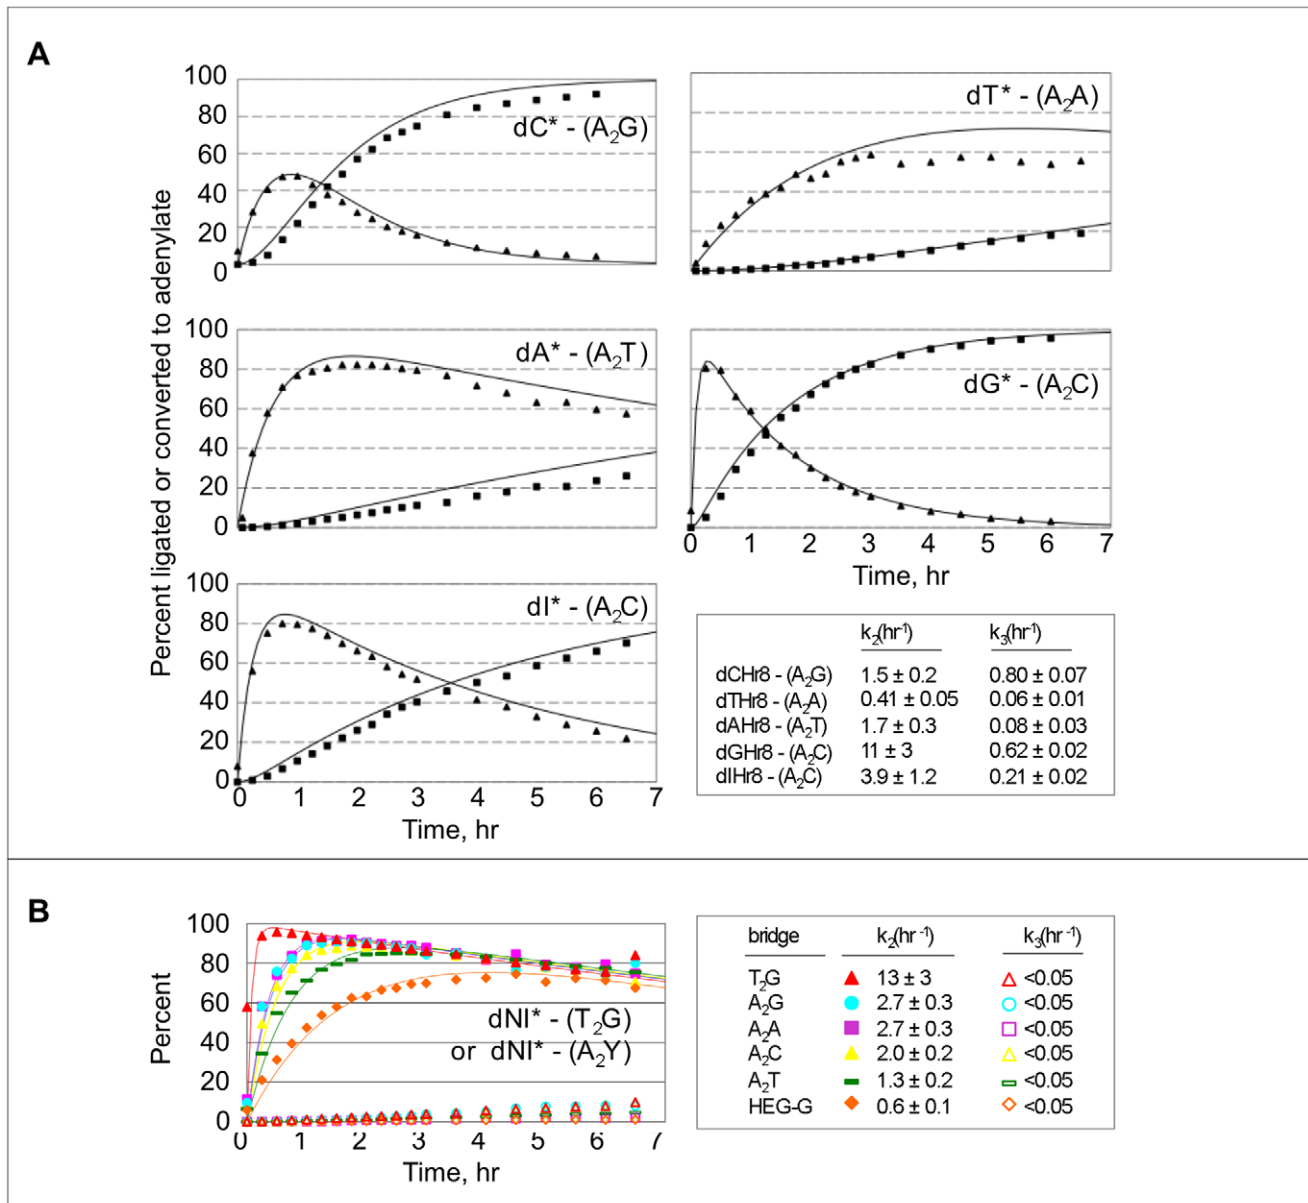 A
Percent ligated or converted to adenylate
100
80
60
40
20
0
dC* - (A₂G)
dT* - (A₂A)
80
60
40
20
0
dA* - (A₂T)
dG* - (A₂C)
0 1 2 3 4 5 6 7
Time, hr
100
80
60
40
20
0
dI* - (A₂C)
0 1 2 3 4 5 6 7
Time, hr
k₂(hr⁻¹) k₃(hr⁻¹)
dCHr8 - (A₂G) 1.5 ± 0.2 0.80 ± 0.07
dTHr8 - (A₂A) 0.41 ± 0.05 0.06 ± 0.01
dAHr8 - (A₂T) 1.7 ± 0.3 0.08 ± 0.03
dGHr8 - (A₂C) 11 ± 3 0.62 ± 0.02
dIHr8 - (A₂C) 3.9 ± 1.2 0.21 ± 0.02
B
Percent
100
80
60
40
20
0
dNI* - (T₂G)
or dNI* - (A₂Y)
0 1 2 3 4 5 6 7
Time, hr
bridge k₂(hr⁻¹) k₃(hr⁻¹)
T₂G 13 ± 3 <0.05
A₂G 2.7 ± 0.3 <0.05
A₂A 2.7 ± 0.3 <0.05
A₂C 2.0 ± 0.2 <0.05
A₂T 1.3 ± 0.2 <0.05
HEG-G 0.6 ± 0.1 <0.05